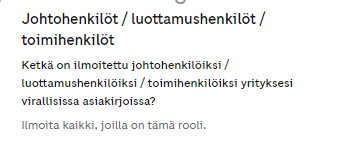 Johtohenkilöt / luottamushenkilöt /
toimihenkilöt
Ketkä on ilmoitettu johtohenkilöiksi /
luottamushenkilöiksi / toimihenkilöiksi yrityksesi
virallisissa asiakirjoissa?
Ilmoita kaikki, joilla on tämä rooli.